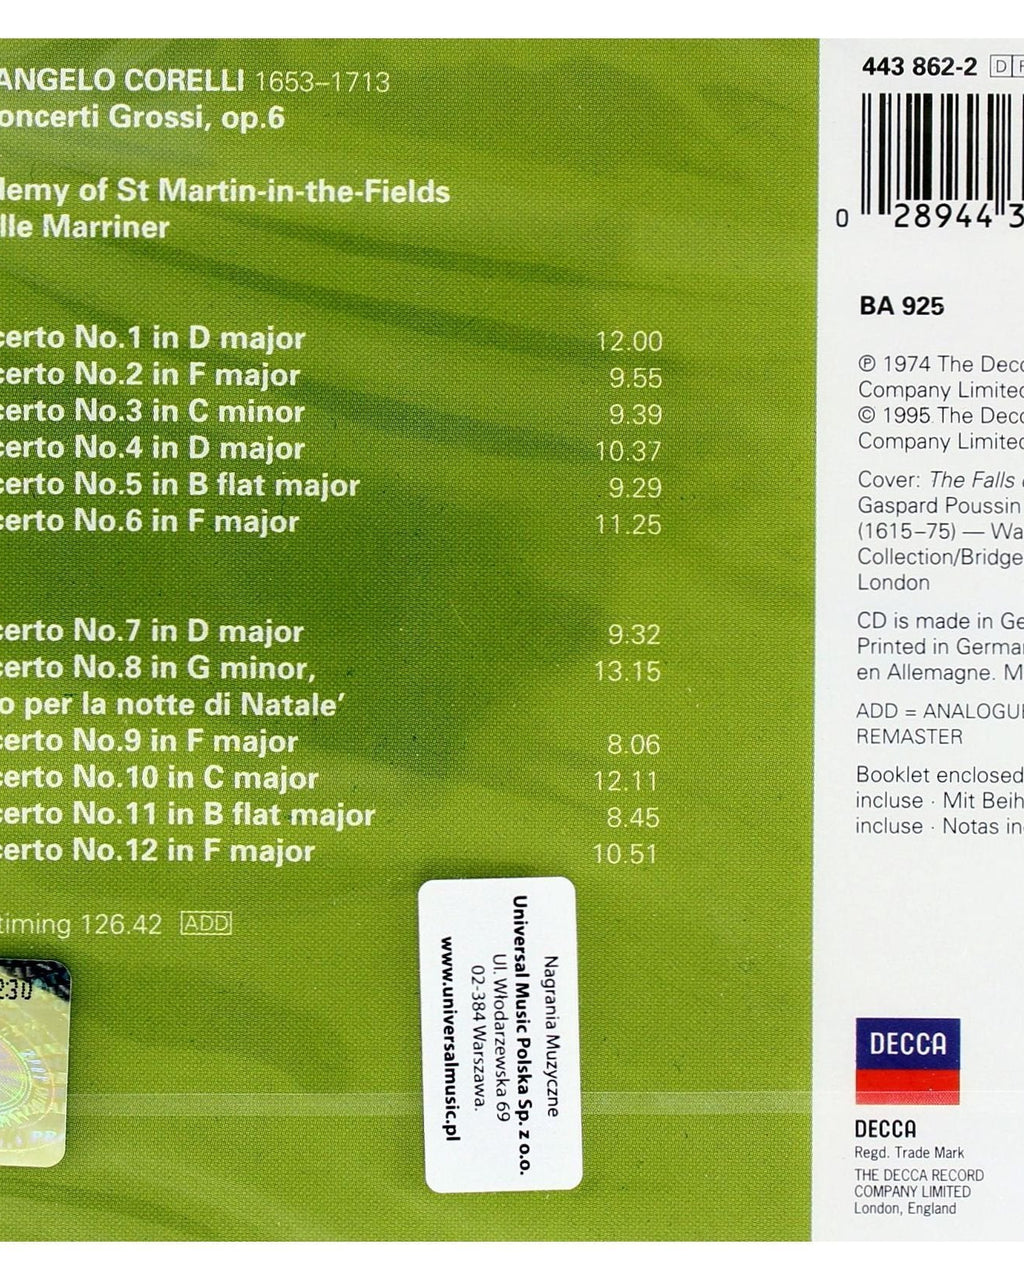 ANGELO CORELLI 1653–1713
oncerti Grossi, op.6
lemy of St Martin-in-the-Fields
lle Marriner
certo No.1 in D major 12.00
certo No.2 in F major 9.55
certo No.3 in C minor 9.39
certo No.4 in D major 10.37
certo No.5 in B flat major 9.29
certo No.6 in F major 11.25
certo No.7 in D major 9.32
certo No.8 in G minor, 13.15
o per la notte di Natale’
certo No.9 in F major 8.06
certo No.10 in C major 12.11
certo No.11 in B flat major 8.45
certo No.12 in F major 10.51
timing 126.42 ADD
230
Nagrania Muzyczne
Universal Music Polska Sp. z o.o.
Ul. Włodarzewska 69
02-384 Warszawa.
www.universalmusic.pl
443 862-2 D
0 28944 3
BA 925
℗ 1974 The Decc
Company Limited
© 1995 The Decc
Company Limited
Cover: The Falls
Gaspard Poussin
(1615–75) — Wa
Collection/Bridge
London
CD is made in Ge
Printed in Germa
en Allemagne. M
ADD = ANALOGUE
REMASTER
Booklet enclosed
incluse · Mit Beih
incluse · Notas in
DECCA
DECCA
Regd. Trade Mark
THE DECCA RECORD
COMPANY LIMITED
London, England